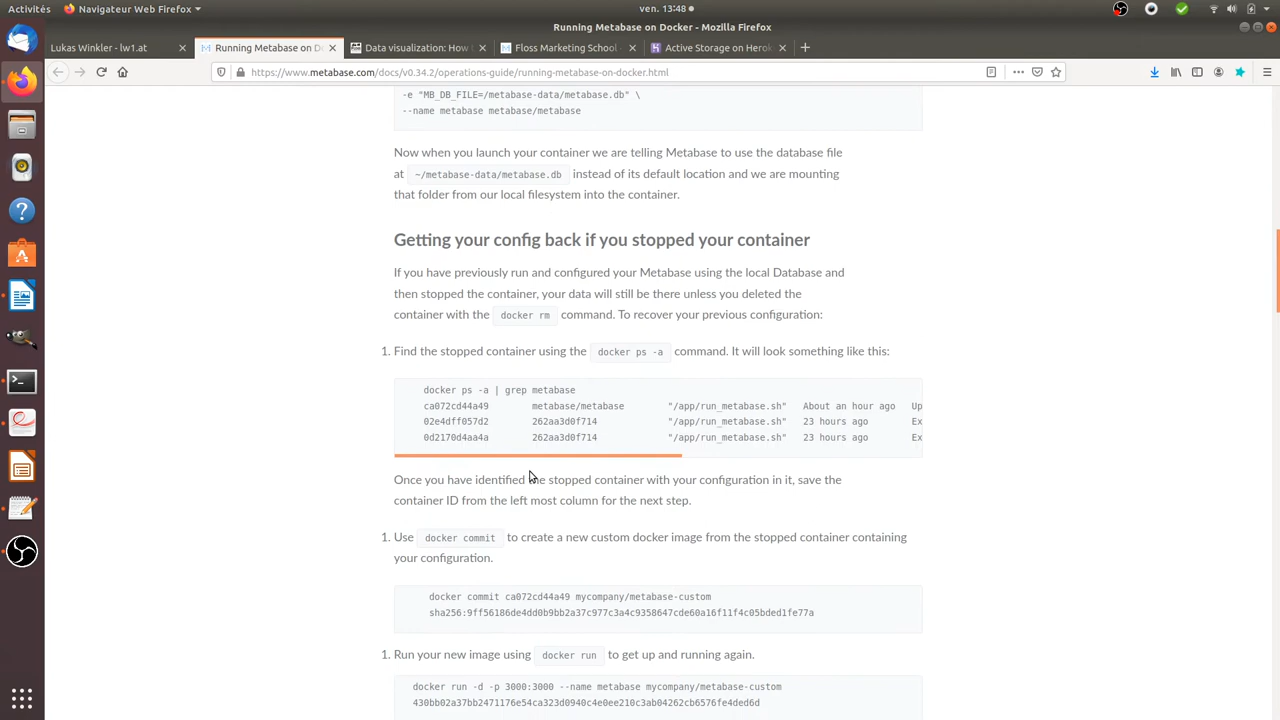 Activités
Navigateur Web Firefox
ven. 13:48
Running Metabase on Docker - Mozilla Firefox
Lukas Winkler - lw1.at
Running Metabase on Do
Data visualization: How
Floss Marketing School -
Active Storage on Herok
https://www.metabase.com/docs/v0.34.2/operations-guide/running-metabase-on-docker.html
-e "MB_DB_FILE=/metabase-data/metabase.db" \
--name metabase metabase/metabase
Now when you launch your container we are telling Metabase to use the database file
at ~/metabase-data/metabase.db instead of its default location and we are mounting
that folder from our local filesystem into the container.
Getting your config back if you stopped your container
If you have previously run and configured your Metabase using the local Database and
then stopped the container, your data will still be there unless you deleted the
container with the docker rm command. To recover your previous configuration:
1. Find the stopped container using the docker ps -a command. It will look something like this:
docker ps -a | grep metabase
ca072cd44a49 metabase/metabase "/app/run_metabase.sh" About an hour ago Up
02e4dff057d2 262aa3d0f714 "/app/run_metabase.sh" 23 hours ago Ex
0d2170d4aa4a 262aa3d0f714 "/app/run_metabase.sh" 23 hours ago Ex
Once you have identified the stopped container with your configuration in it, save the
container ID from the left most column for the next step.
1. Use docker commit to create a new custom docker image from the stopped container containing
your configuration.
docker commit ca072cd44a49 mycompany/metabase-custom
sha256:9ff56186de4dd0b9bb2a37c977c3a4c9358647cde60a16f11f4c05bded1fe77a
1. Run your new image using docker run to get up and running again.
docker run -d -p 3000:3000 --name metabase mycompany/metabase-custom
430bb02a37bb2471176e54ca323d0940c4e0ee210c3ab04262cb6576fe4ded6d